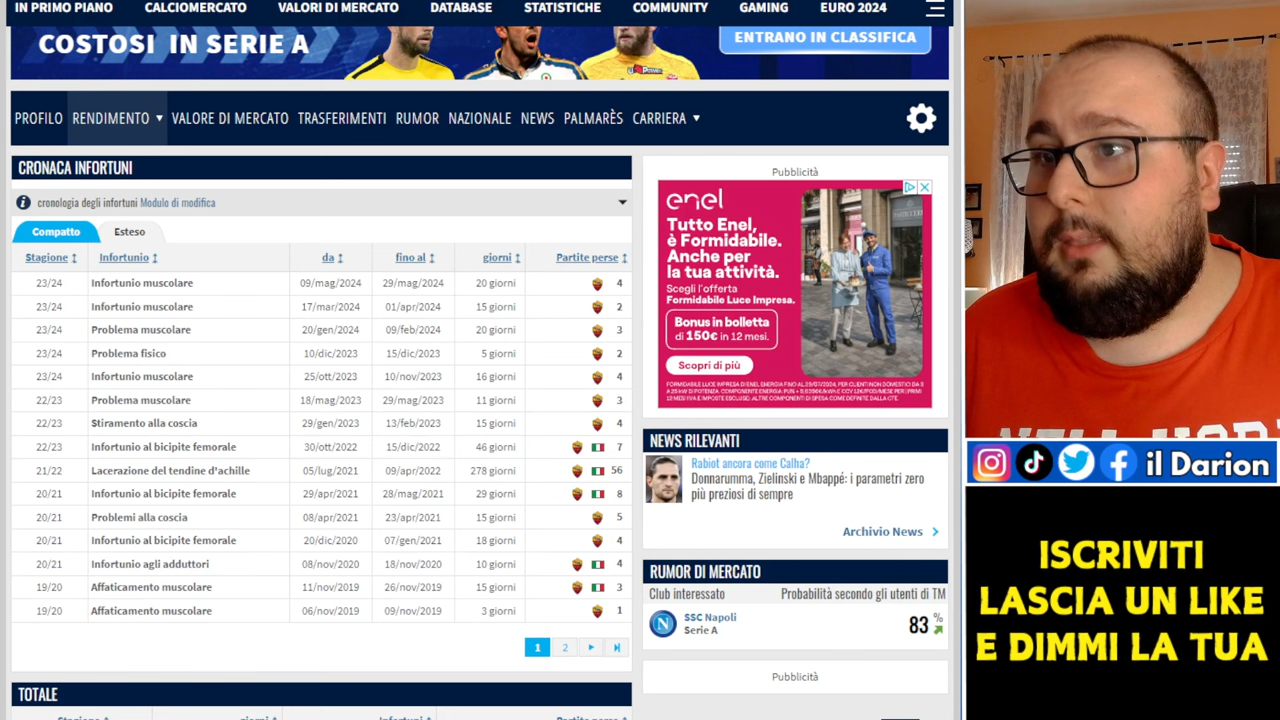 IN PRIMO PIANO CALCIOMERCATO VALORI DI MERCATO DATABASE STATISTICHE COMMUNITY GAMING EURO 2024
COSTOSI IN SERIE A
ENTRANO IN CLASSIFICA
PROFILO RENDIMENTO VALORE DI MERCATO TRASFERIMENTI RUMOR NAZIONALE NEWS PALMARÈS CARRIERA
CRONACA INFORTUNI
cronologia degli infortuni Modulo di modifica
Compatto Esteso
Stagione Infortunio da fino al giorni Partite perse
23/24 Infortunio muscolare 09/mag/2024 29/mag/2024 20 giorni 4
23/24 Infortunio muscolare 17/mar/2024 01/apr/2024 15 giorni 2
23/24 Problema muscolare 20/gen/2024 09/feb/2024 20 giorni 3
23/24 Problema fisico 10/dic/2023 15/dic/2023 5 giorni 2
23/24 Infortunio muscolare 25/ott/2023 10/nov/2023 16 giorni 4
22/23 Problema muscolare 18/mag/2023 29/mag/2023 11 giorni 3
22/23 Stiramento alla coscia 29/gen/2023 13/feb/2023 15 giorni 4
22/23 Infortunio al bicipite femorale 30/ott/2022 15/dic/2022 46 giorni 7
21/22 Lacerazione del tendine d'achille 05/lug/2021 09/apr/2022 278 giorni 56
20/21 Infortunio al bicipite femorale 29/apr/2021 28/mag/2021 29 giorni 8
20/21 Problemi alla coscia 08/apr/2021 23/apr/2021 15 giorni 5
20/21 Infortunio al bicipite femorale 20/dic/2020 07/gen/2021 18 giorni 4
20/21 Infortunio agli adduttori 08/nov/2020 18/nov/2020 10 giorni 4
19/20 Affaticamento muscolare 11/nov/2019 26/nov/2019 15 giorni 3
19/20 Affaticamento muscolare 06/nov/2019 09/nov/2019 3 giorni 1
1 2
TOTALE
Stagione giorni Infortuni Partite perse
Pubblicità
enel
Tutto Enel,
è Formidabile.
Anche per
la tua attività.
Scegli l'offerta
Formidabile Luce Impresa.
Bonus in bolletta
di 150€ in 12 mesi.
Scopri di più
NEWS RILEVANTI
Rabiot ancora come Calha?
Donnarumma, Zielinski e Mbappé: i parametri zero
più preziosi di sempre
Archivio News
RUMOR DI MERCATO
Club interessato Probabilità secondo gli utenti di TM
SSC Napoli
Serie A
83 %
Pubblicità
il Darion
ISCRIVITI
LASCIA UN LIKE
E DIMMI LA TUA